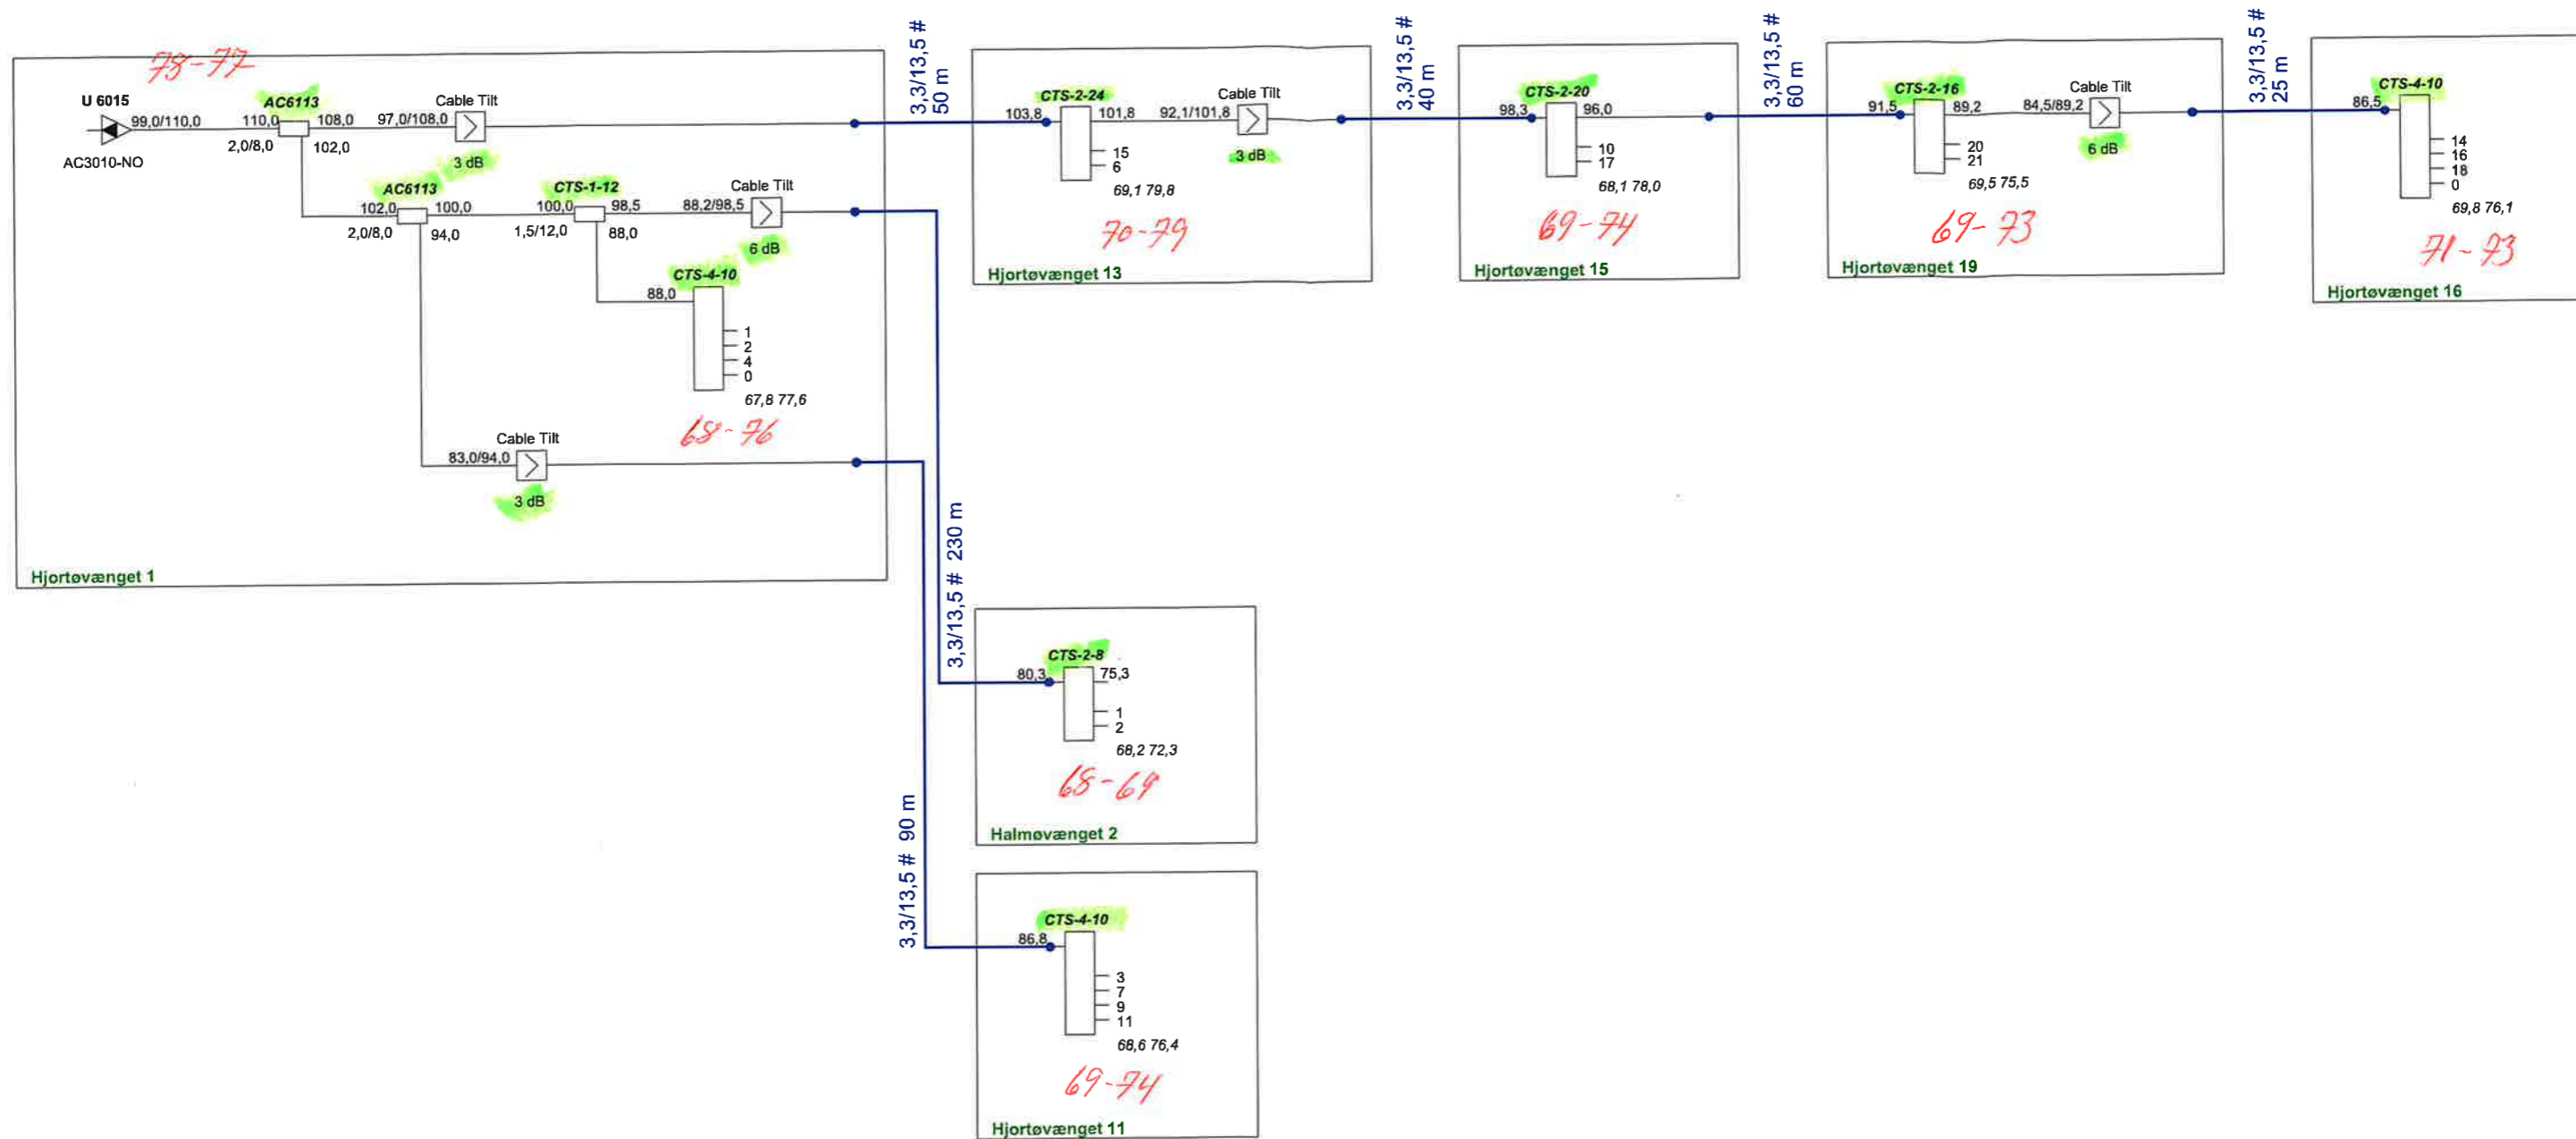 78-77
U 6015
99,0/110,0
AC3010-NO
AC6113
110,0 108,0
2,0/8,0 102,0
97,0/108,0
Cable Tilt
3 dB
AC6113
102,0 100,0
2,0/8,0 94,0
CTS-1-12
100,0 98,5
1,5/12,0 88,0
88,2/98,5
Cable Tilt
6 dB
CTS-4-10
88,0
1
2
4
0
67,8 77,6
68-76
83,0/94,0
Cable Tilt
3 dB
Hjortøvænget 1
3,3/13,5 #
50 m
CTS-2-24
103,8 101,8
15
6
69,1 79,8
92,1/101,8
Cable Tilt
3 dB
70-79
Hjortøvænget 13
3,3/13,5 #
40 m
CTS-2-20
98,3 96,0
10
17
68,1 78,0
69-74
Hjortøvænget 15
3,3/13,5 #
60 m
CTS-2-16
91,5 89,2
20
21
69,5 75,5
84,5/89,2
Cable Tilt
6 dB
69-73
Hjortøvænget 19
3,3/13,5 #
25 m
CTS-4-10
86,5
14
16
18
0
69,8 76,1
71-73
Hjortøvænget 16
3,3/13,5 # 230 m
CTS-2-8
80,3 75,3
1
2
68,2 72,3
68-69
Halmøvænget 2
3,3/13,5 # 90 m
CTS-4-10
86,8
3
7
9
11
68,6 76,4
69-74
Hjortøvænget 11